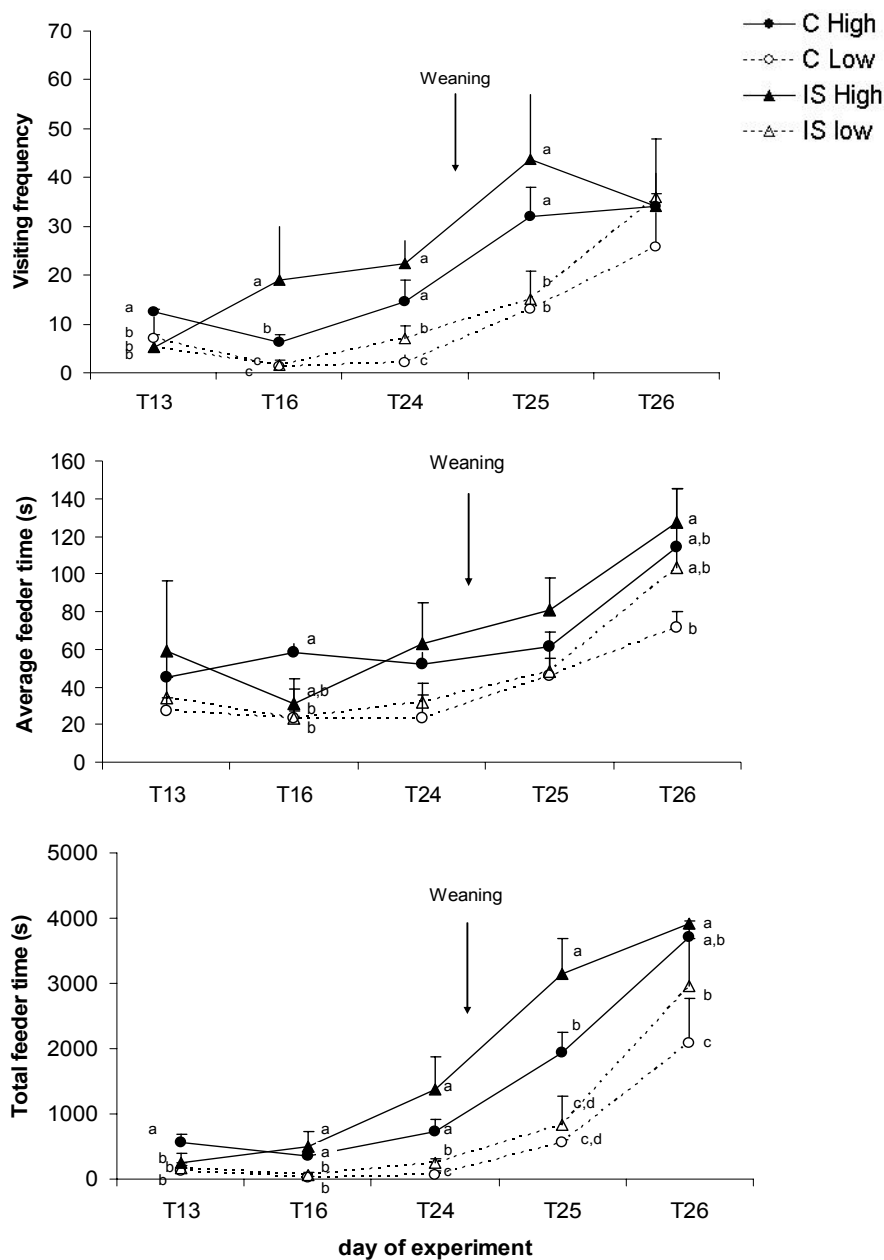 C High
C Low
IS High
IS low
70
60
50
40
30
20
10
0
Visiting frequency
Weaning
a
b
b
b
a
b
c
c
a
a
b
c
a
a
b
b
T13 T16 T24 T25 T26
160
140
120
100
80
60
40
20
0
Average feeder time (s)
Weaning
a
a,b
b
b
a
a,b
a,b
b
T13 T16 T24 T25 T26
5000
4000
3000
2000
1000
0
Total feeder time (s)
Weaning
a
b
b
b
a
a
b
b
a
a
b
c
a
b
c,d
c,d
a
a,b
b
c
T13 T16 T24 T25 T26
day of experiment